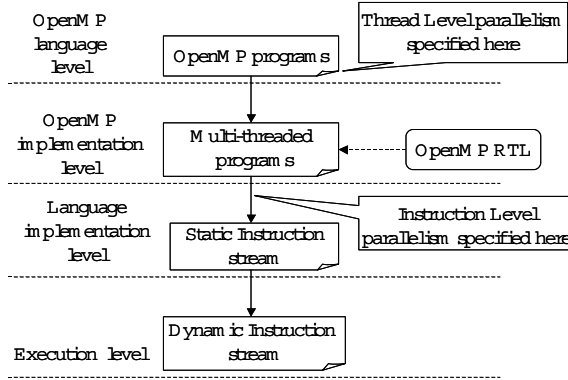 OpenMP
language
level
OpenMP programs
Thread Level parallelism
specified here
OpenMP
implementation
level
Multi-threaded
programs
OpenMP RTL
Language
implementation
level
Static Instruction
stream
Instruction Level
parallelism specified here
Execution level
Dynamic Instruction
stream